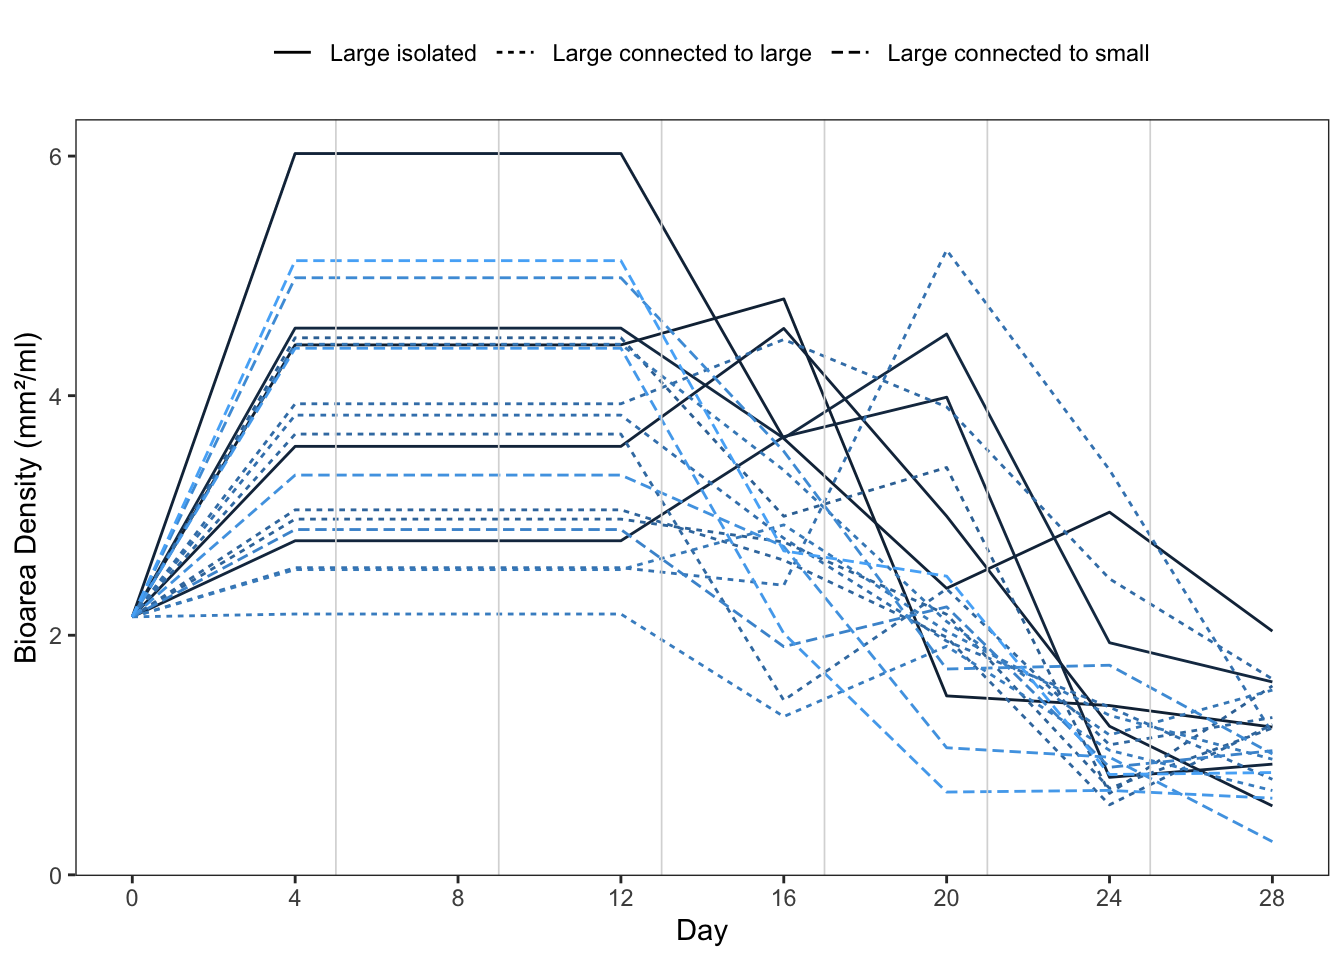 Large isolated Large connected to large Large connected to small
Bioarea Density (mm²/ml)
6
4
2
0
0 4 8 12 16 20 24 28
Day